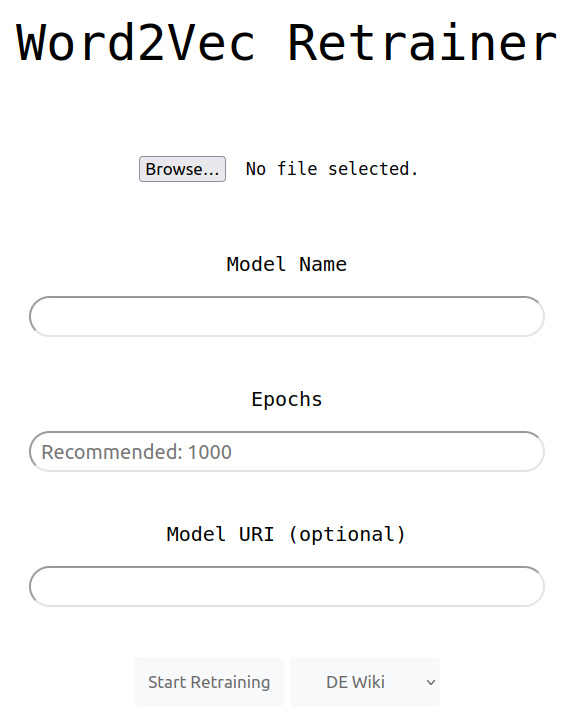 Word2Vec Retrainer
Browse... No file selected.
Model Name
Epochs
Recommended: 1000
Model URI (optional)
Start Retraining DE Wiki